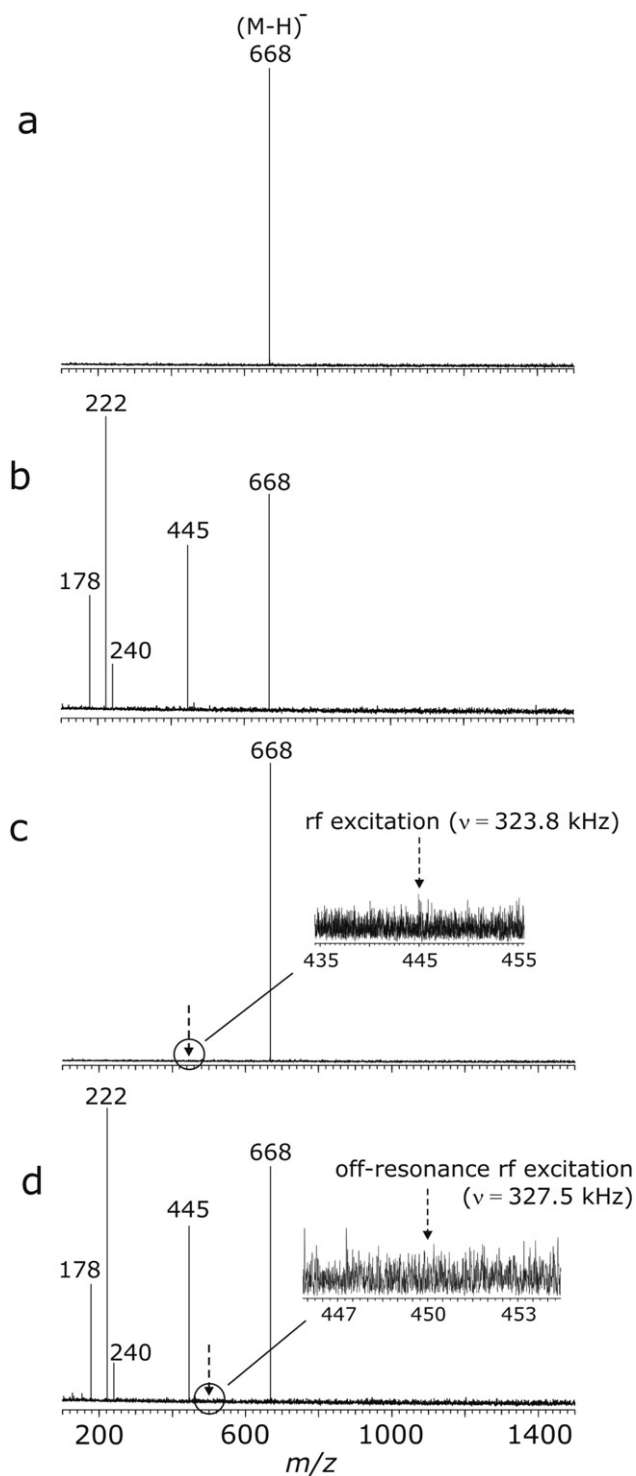 (M-H)-
668
a
222
b
668
445
178
240
668
c
rf excitation (ν = 323.8 kHz)
435 445 455
222
668
d
off-resonance rf excitation
(ν = 327.5 kHz)
445
178
240
447 450 453
200 600 1000 1400
m/z